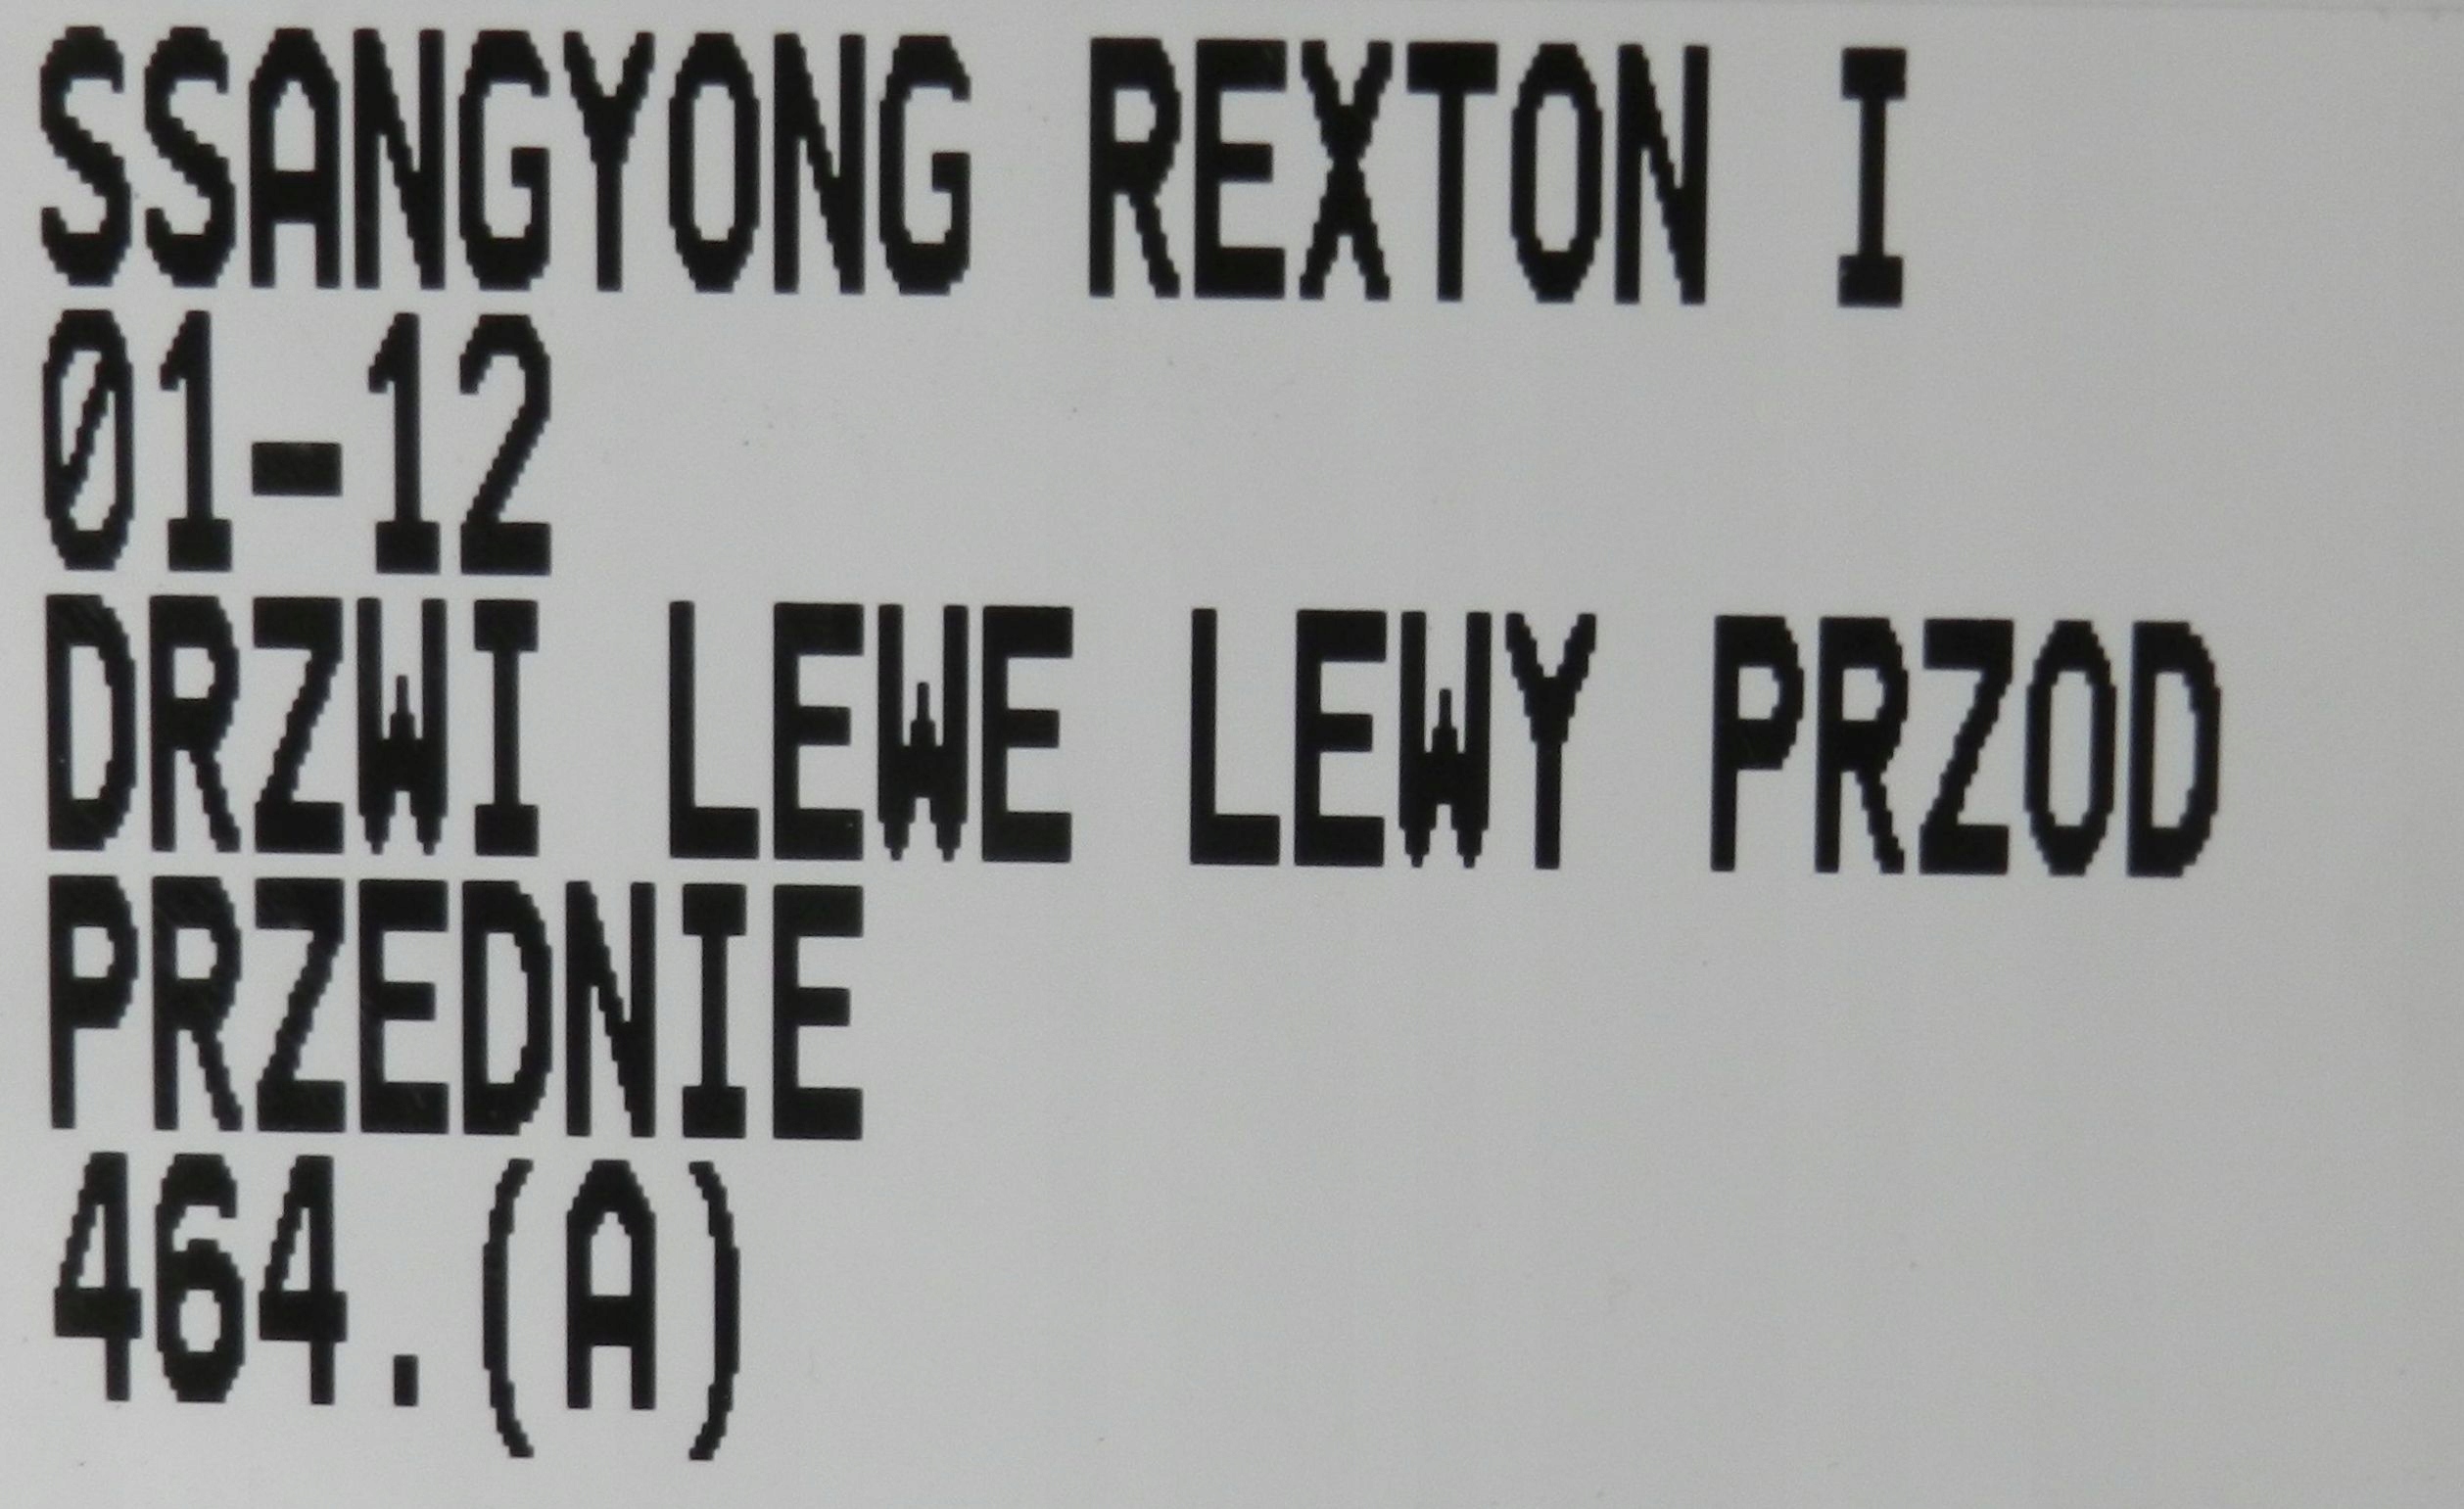 SSANGYONG REXTON I
01-12
DRZWI LEWE LEWY PRZOD
PRZEDNIE
464.(A)